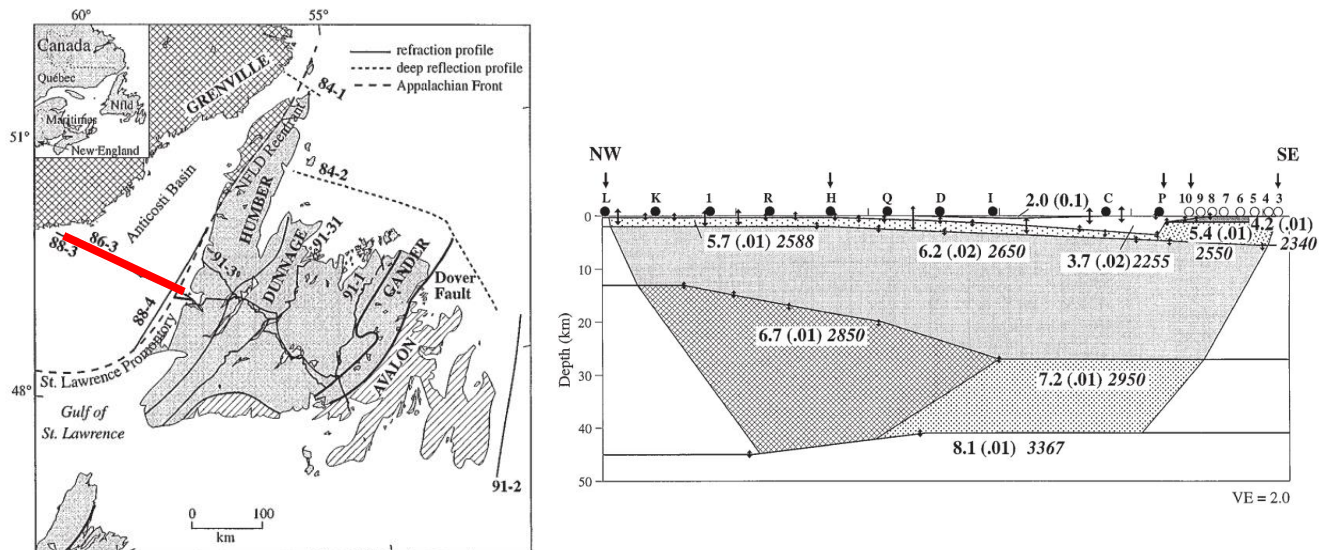 60°
55°
Canada
Québec
Nfld
Maritimes
New England
51°
48°
refraction profile
deep reflection profile
Appalachian Front
GRENVILLE
84-1
NFLD Reentrant
84-2
Anticosti Basin
HUMBER
88-3
86-3
91-31
DUNNAGE
91-1
GANDER
Dover
Fault
88-4
St. Lawrence Promontory
AVALON
Gulf of
St. Lawrence
91-2
0 100
km
NW
SE
L K 1 R H Q D I C P 10 9 8 7 6 5 4 3
2.0 (0.1)
4.2 (.01)
2340
5.4 (.01)
2550
5.7 (.01) 2588
6.2 (.02) 2650
3.7 (.02) 2255
6.7 (.01) 2850
7.2 (.01) 2950
8.1 (.01) 3367
Depth (km)
0
10
20
30
40
50
VE = 2.0